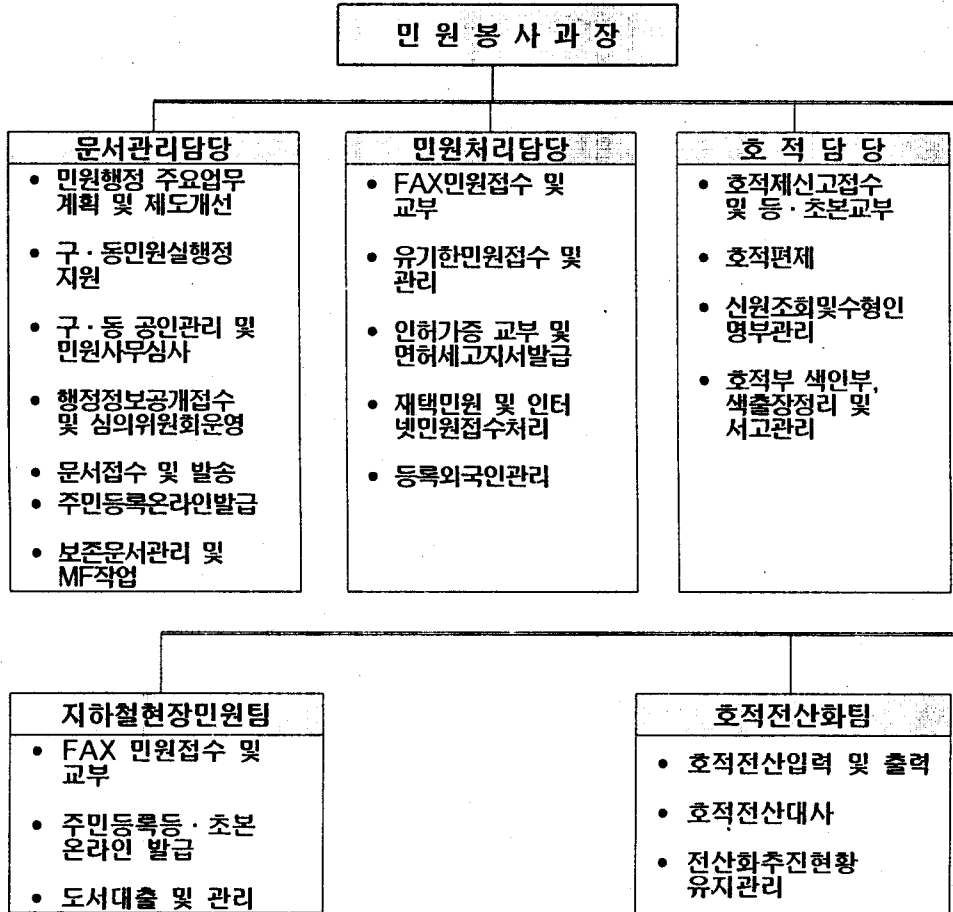 민 원 봉 사 과 장
문서관리담당
• 민원행정 주요업무
계획 및 제도개선
• 구 · 동민원실행정
지원
• 구 · 동 공인관리 및
민원사무심사
• 행정정보공개접수
및 심의위원회운영
• 문서접수 및 발송
• 주민등록온라인발급
• 보존문서관리 및
MF작업
민원처리담당
• FAX민원접수 및
교부
• 유기한민원접수 및
관리
• 인허가증 교부 및
면허세고지서발급
• 재택민원 및 인터
넷민원접수처리
• 등록외국인관리
호 적 담 당
• 호적제신고접수
및 등 · 초본교부
• 호적편제
• 신원조회및수형인
명부관리
• 호적부 색인부,
색출장정리 및
서고관리
지하철현장민원팀
• FAX 민원접수 및
교부
• 주민등록등 · 초본
온라인 발급
• 도서대출 및 관리
호적전산화팀
• 호적전산입력 및 출력
• 호적전산대사
• 전산화추진현황
유지관리